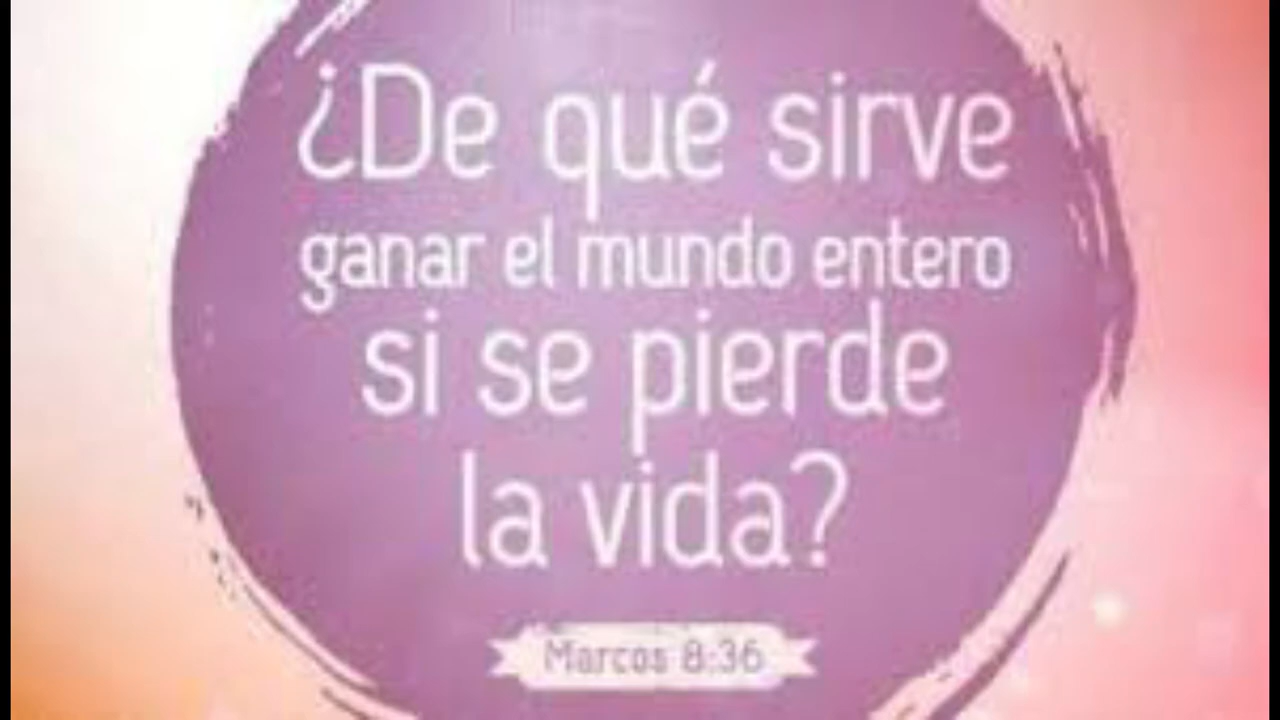 ¿De qué sirve
ganar el mundo entero
si se pierde
la vida?
Marcos 8:36